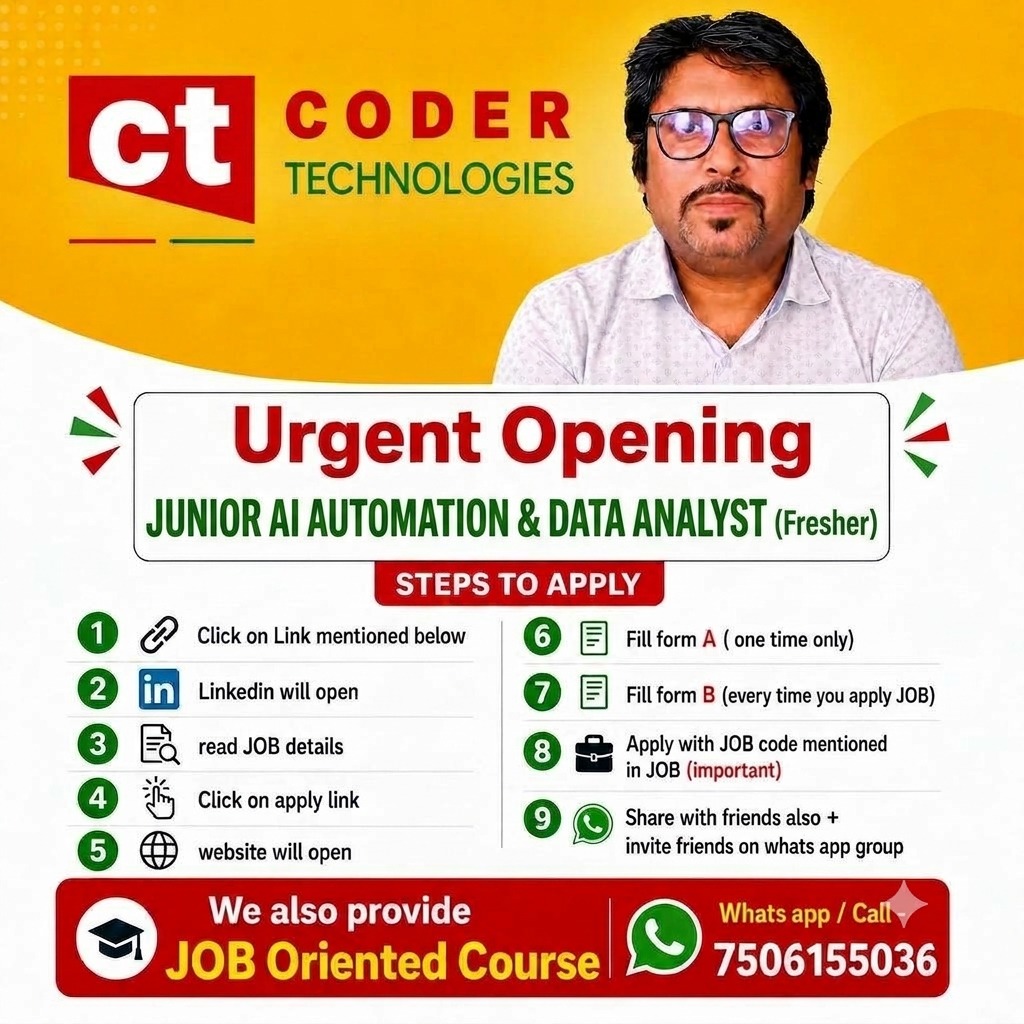 ct
CODER
TECHNOLOGIES
Urgent Opening
JUNIOR AI AUTOMATION & DATA ANALYST (Fresher)
STEPS TO APPLY
1 Click on Link mentioned below
2 in Linkedin will open
3 read JOB details
4 Click on apply link
5 website will open
6 Fill form A ( one time only)
7 Fill form B (every time you apply JOB)
8 Apply with JOB code mentioned
in JOB (important)
9 Share with friends also +
invite friends on whats app group
We also provide
JOB Oriented Course
Whats app / Call -
7506155036